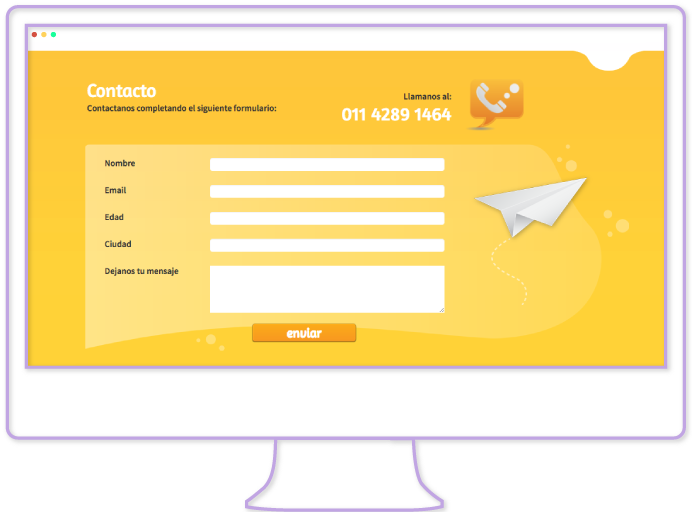 Contacto
Contactanos completando el siguiente formulario:
Llamanos al:
011 4289 1464
Nombre
Email
Edad
Ciudad
Dejanos tu mensaje
enviar